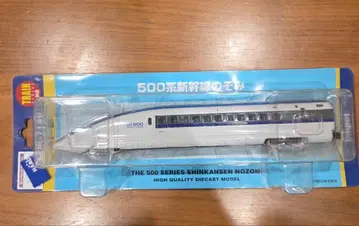 TRAIN
500系新幹線のぞみ
500
THE 500 SERIES SHINKANSEN NOZOMI
HIGH QUALITY DIECAST MODEL